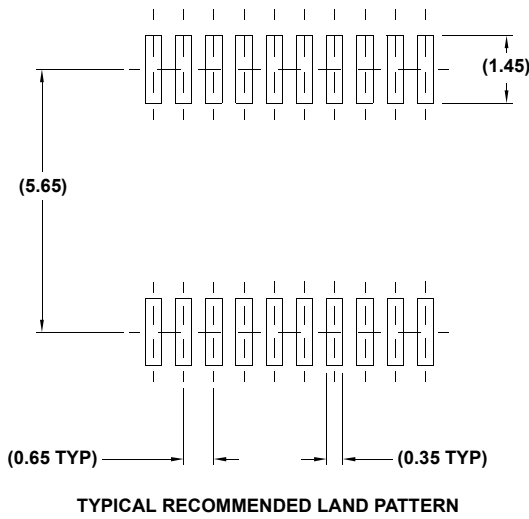 (1.45)
(5.65)
(0.65 TYP)
(0.35 TYP)
TYPICAL RECOMMENDED LAND PATTERN